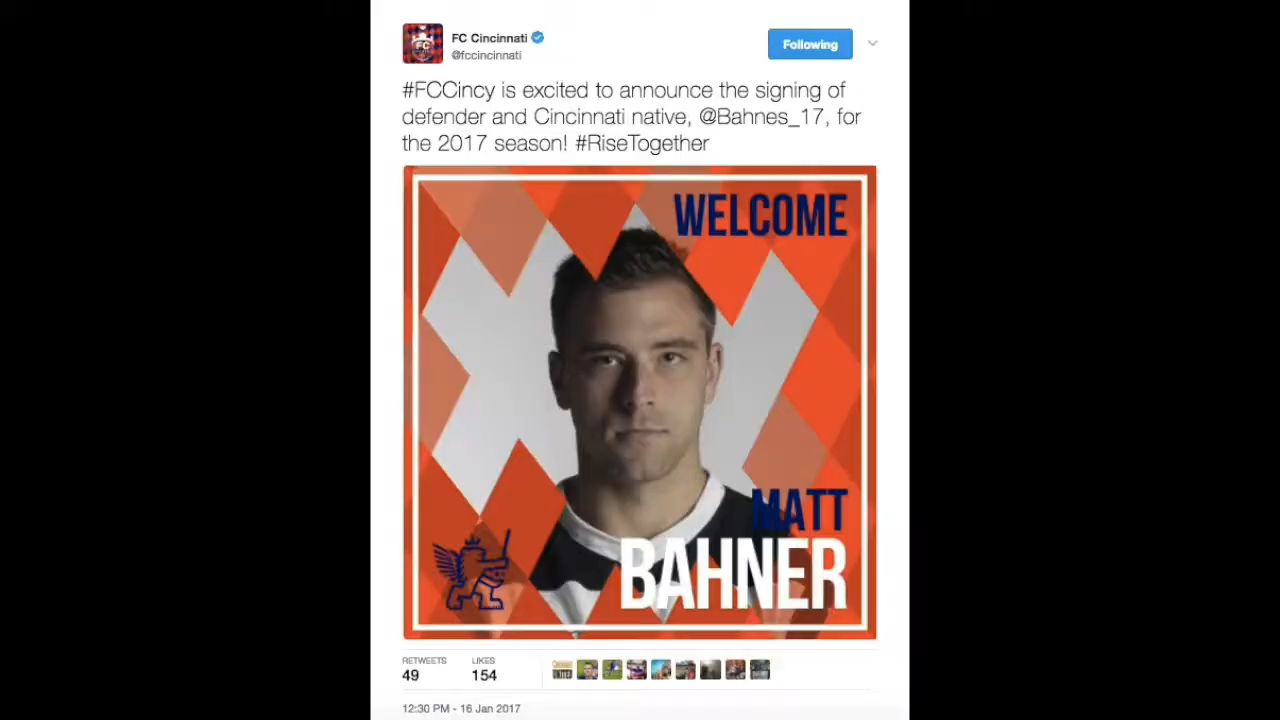 FC Cincinnati
@fccincinnati
Following
#FCCincy is excited to announce the signing of
defender and Cincinnati native, @Bahnes_17, for
the 2017 season! #RiseTogether
WELCOME
MATT
BAHNER
RETWEETS LIKES
49 154
12:30 PM - 16 Jan 2017